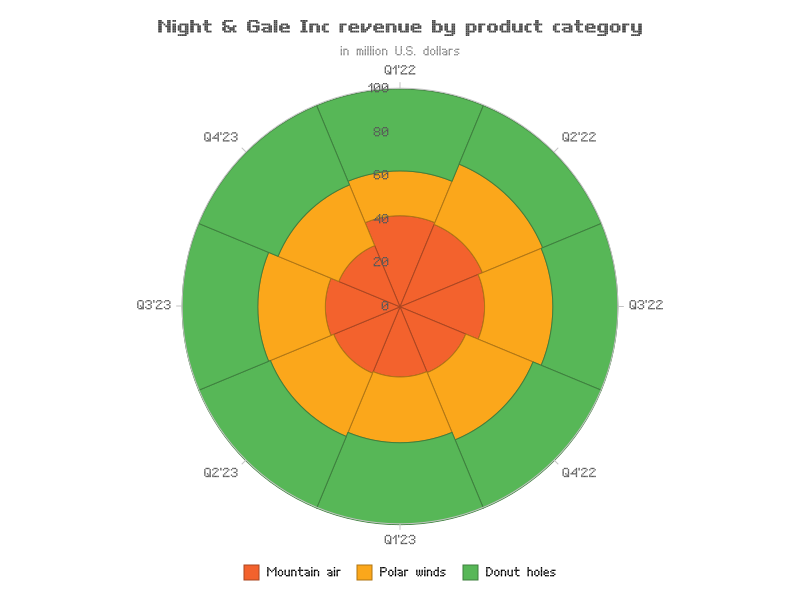 Night & Gale Inc revenue by product category
in million U.S. dollars
Q1'22
100
Q4'23
80
Q2'22
60
40
20
Q3'23
0
Q3'22
Q2'23
Q4'22
Q1'23
Mountain air
Polar winds
Donut holes